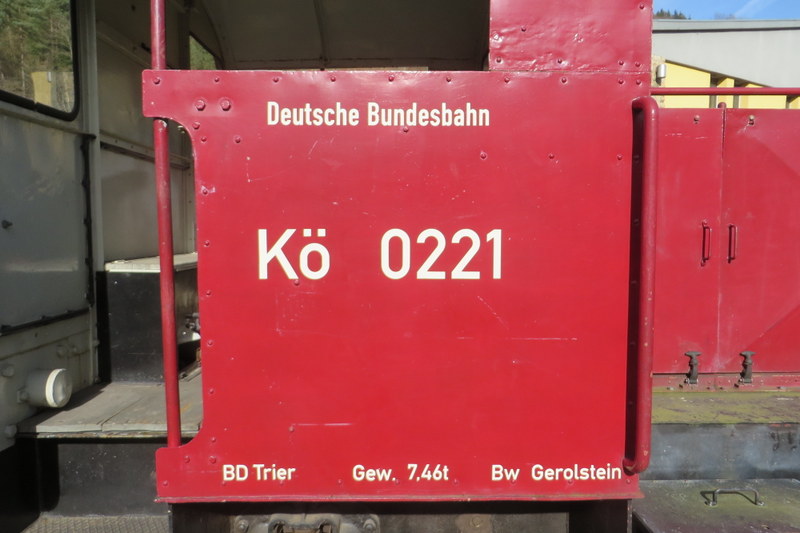 Deutsche Bundesbahn
Kö 0221
BD Trier Gew. 7,46t Bw Gerolstein